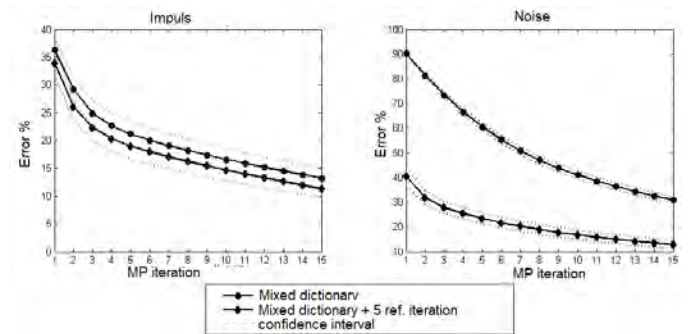 Impuls
40
35
30
25
20
15
10
5
0
Error %
1 2 3 4 5 6 7 8 9 10 11 12 13 14 15
MP iteration
Noise
100
90
80
70
60
50
40
30
20
10
Error %
1 2 3 4 5 6 7 8 9 10 11 12 13 14 15
MP iteration
Mixed dictionary
Mixed dictionary + 5 ref. iteration
confidence interval